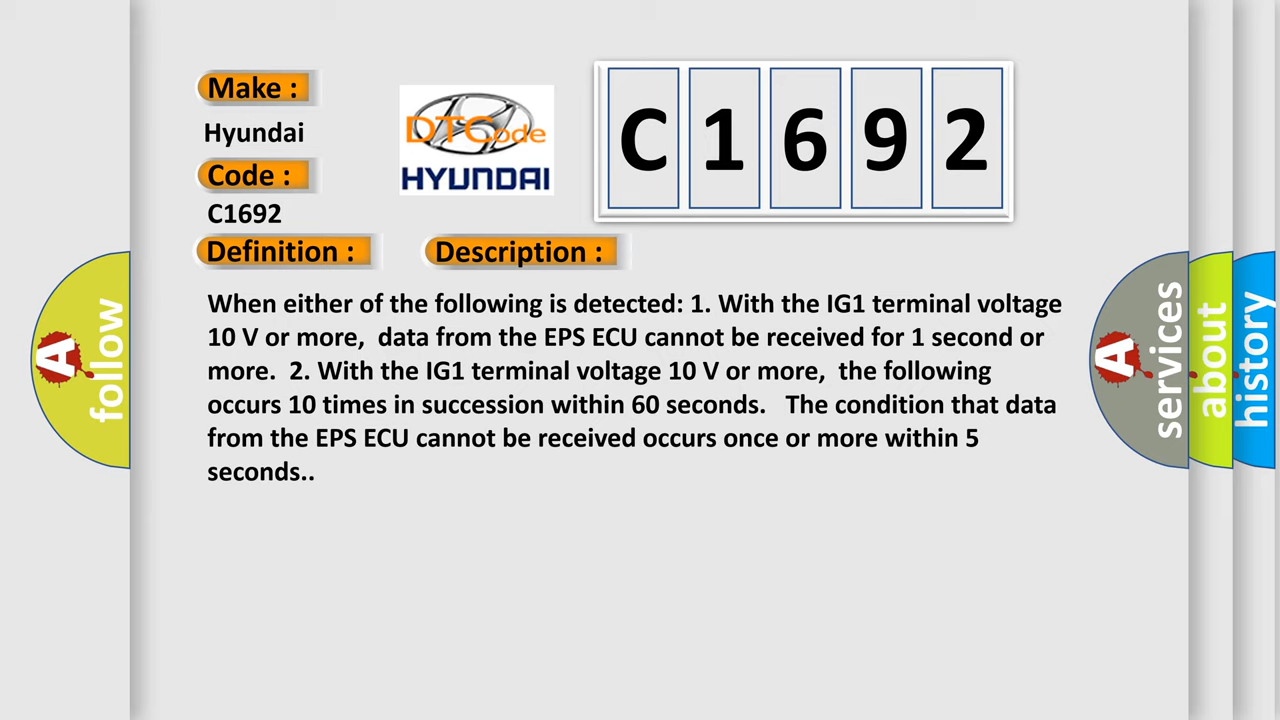 Make :
Hyundai
Code :
C1692
Definition :
Description :
DTCode
HYUNDAI
C1692
When either of the following is detected: 1. With the IG1 terminal voltage
10 V or more,  data from the EPS ECU cannot be received for 1 second or
more.  2. With the IG1 terminal voltage 10 V or more,  the following
occurs 10 times in succession within 60 seconds.   The condition that data
from the EPS ECU cannot be received occurs once or more within 5
seconds..
A follow
A services
about
history